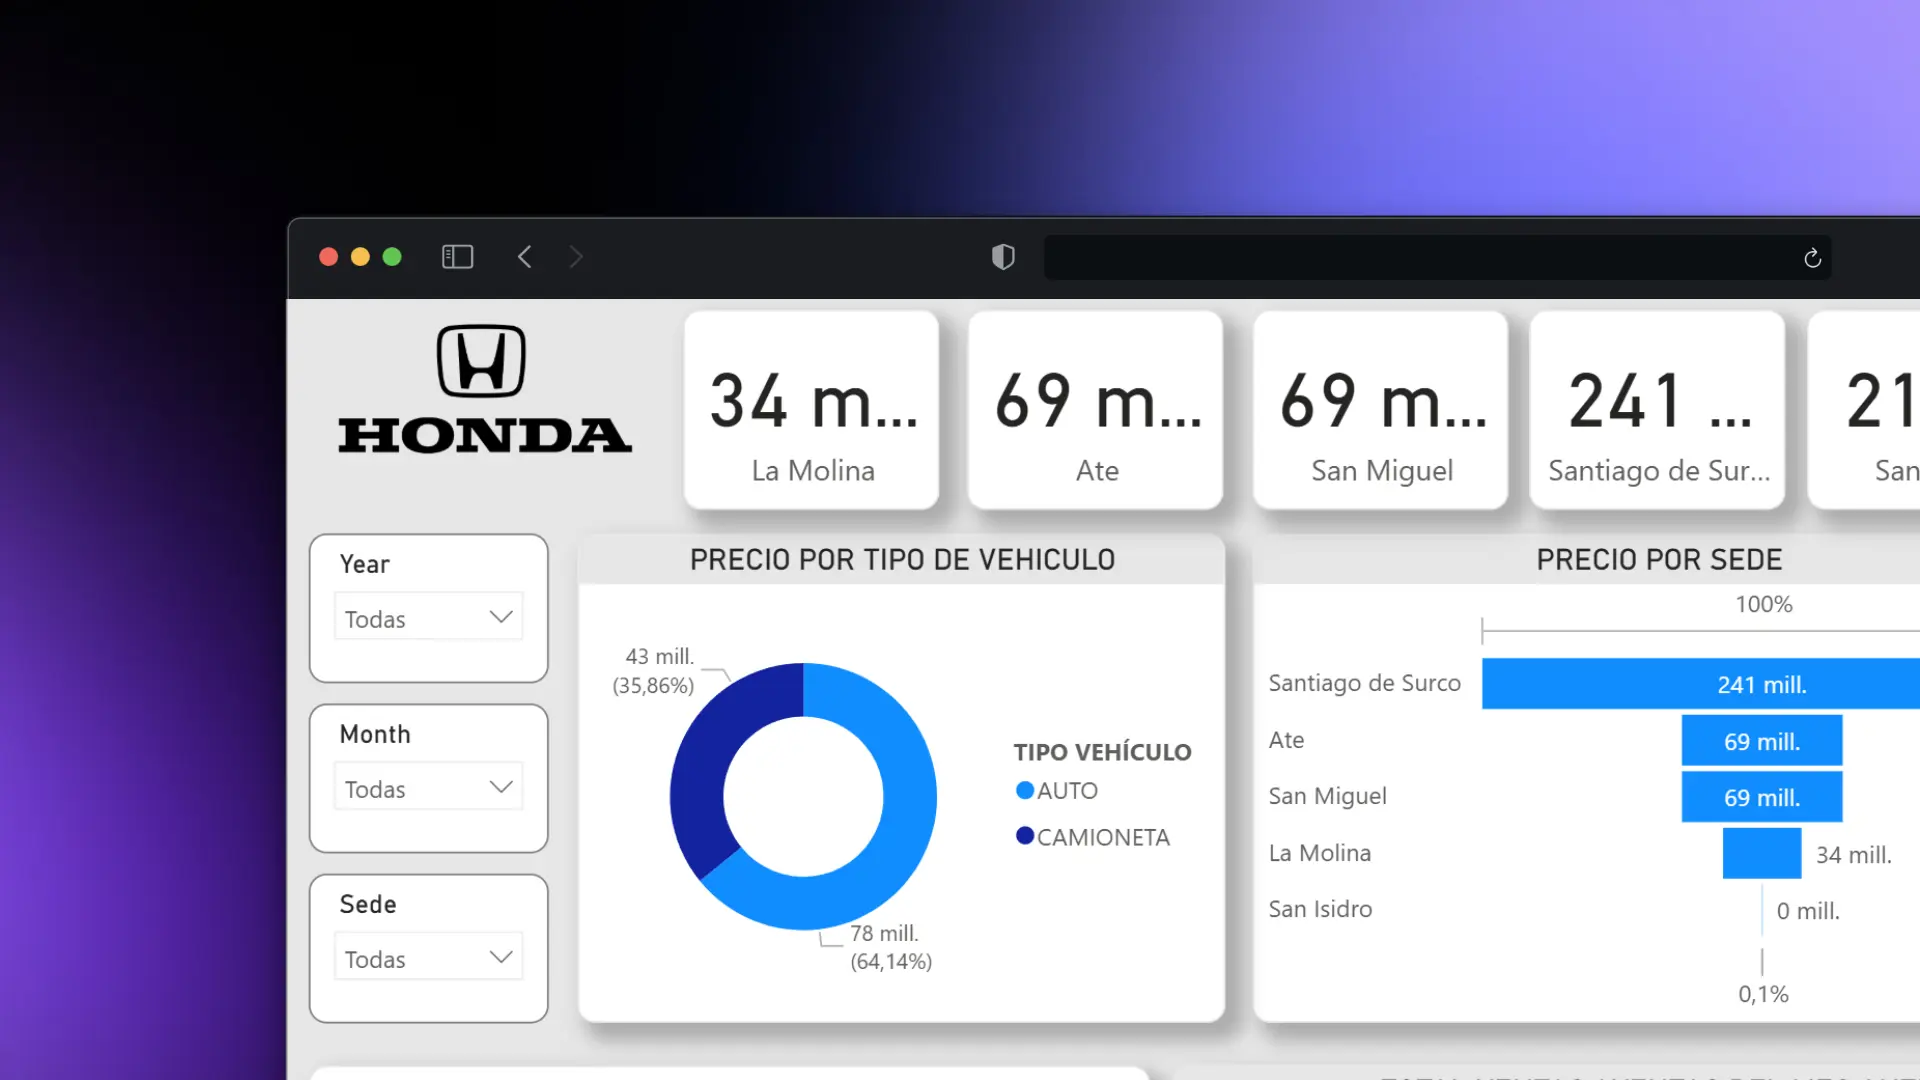 HONDA
34 m...
La Molina
69 m...
Ate
69 m...
San Miguel
241 ...
Santiago de Sur...
21
San
Year
Todas
Month
Todas
Sede
Todas
PRECIO POR TIPO DE VEHICULO
43 mill.
(35,86%)
78 mill.
(64,14%)
TIPO VEHÍCULO
AUTO
CAMIONETA
PRECIO POR SEDE
100%
Santiago de Surco
241 mill.
Ate
69 mill.
San Miguel
69 mill.
La Molina
34 mill.
San Isidro
0 mill.
0,1%